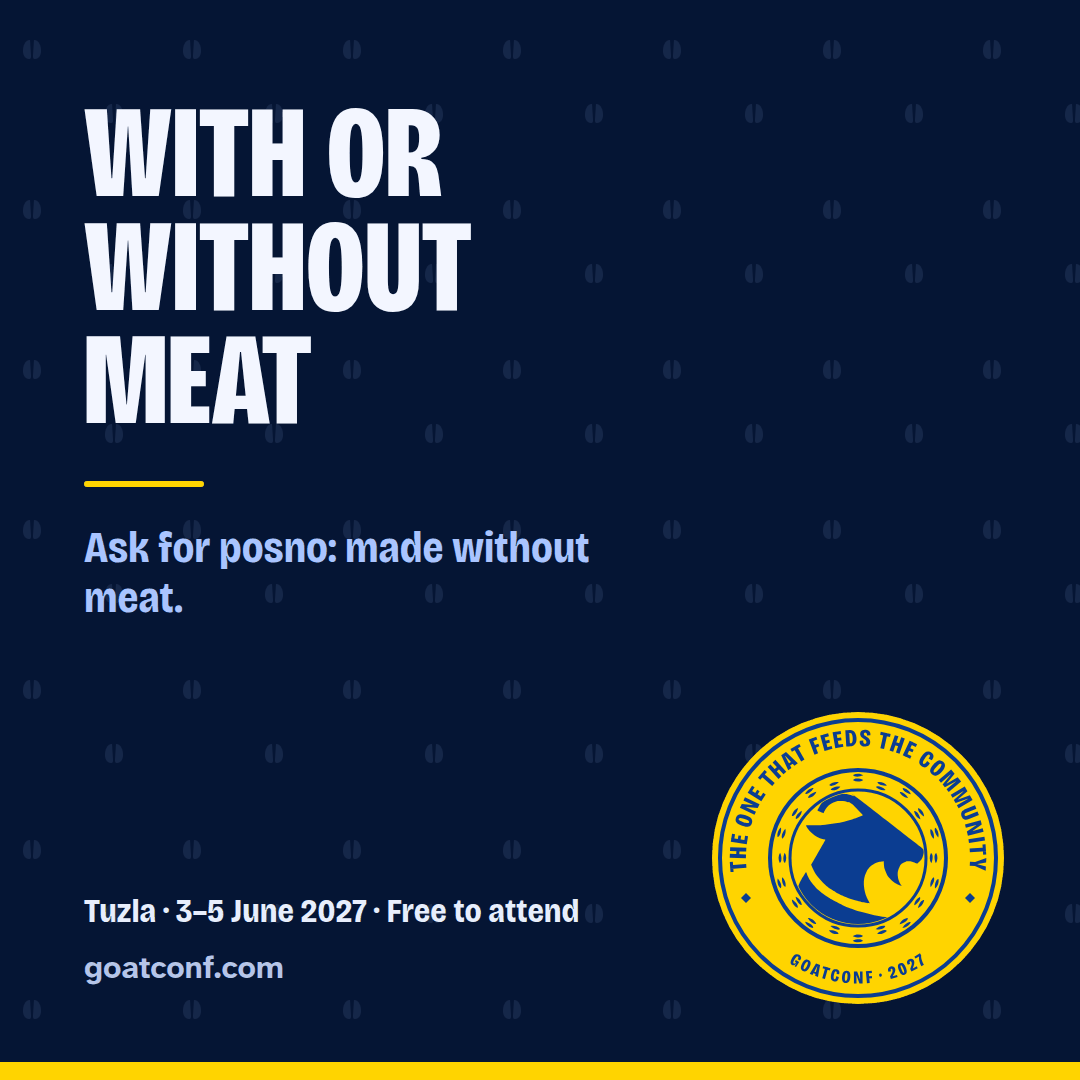 WITH OR
WITHOUT
MEAT
Ask for posno: made without
meat.
THE ONE THAT FEEDS THE COMMUNITY
GOATCONF · 2027
Tuzla · 3–5 June 2027 · Free to attend
goatconf.com